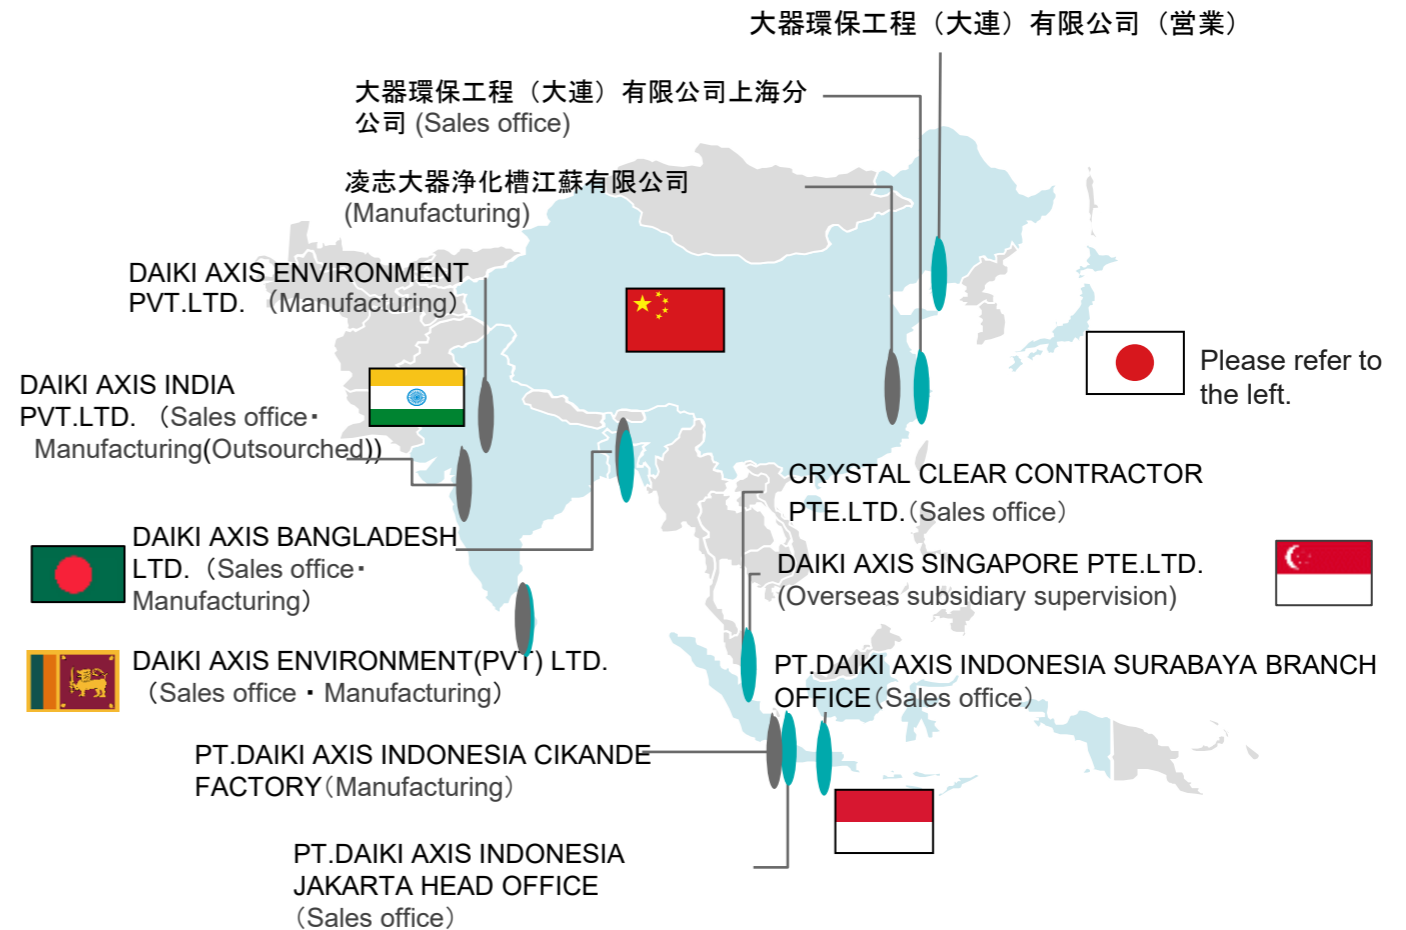 大器環保工程（大連）有限公司（営業）
大器環保工程（大連）有限公司上海分
公司 (Sales office)
凌志大器浄化槽江蘇有限公司
(Manufacturing)
DAIKI AXIS ENVIRONMENT
PVT.LTD. （Manufacturing）
DAIKI AXIS INDIA
PVT.LTD. （Sales office・
Manufacturing(Outsourched))
Please refer to
the left.
CRYSTAL CLEAR CONTRACTOR
PTE.LTD.（Sales office）
DAIKI AXIS BANGLADESH
LTD.（Sales office・
Manufacturing）
DAIKI AXIS SINGAPORE PTE.LTD.
(Overseas subsidiary supervision)
DAIKI AXIS ENVIRONMENT(PVT) LTD.
（Sales office・Manufacturing）
PT.DAIKI AXIS INDONESIA SURABAYA BRANCH
OFFICE（Sales office）
PT.DAIKI AXIS INDONESIA CIKANDE
FACTORY（Manufacturing）
PT.DAIKI AXIS INDONESIA
JAKARTA HEAD OFFICE
（Sales office）